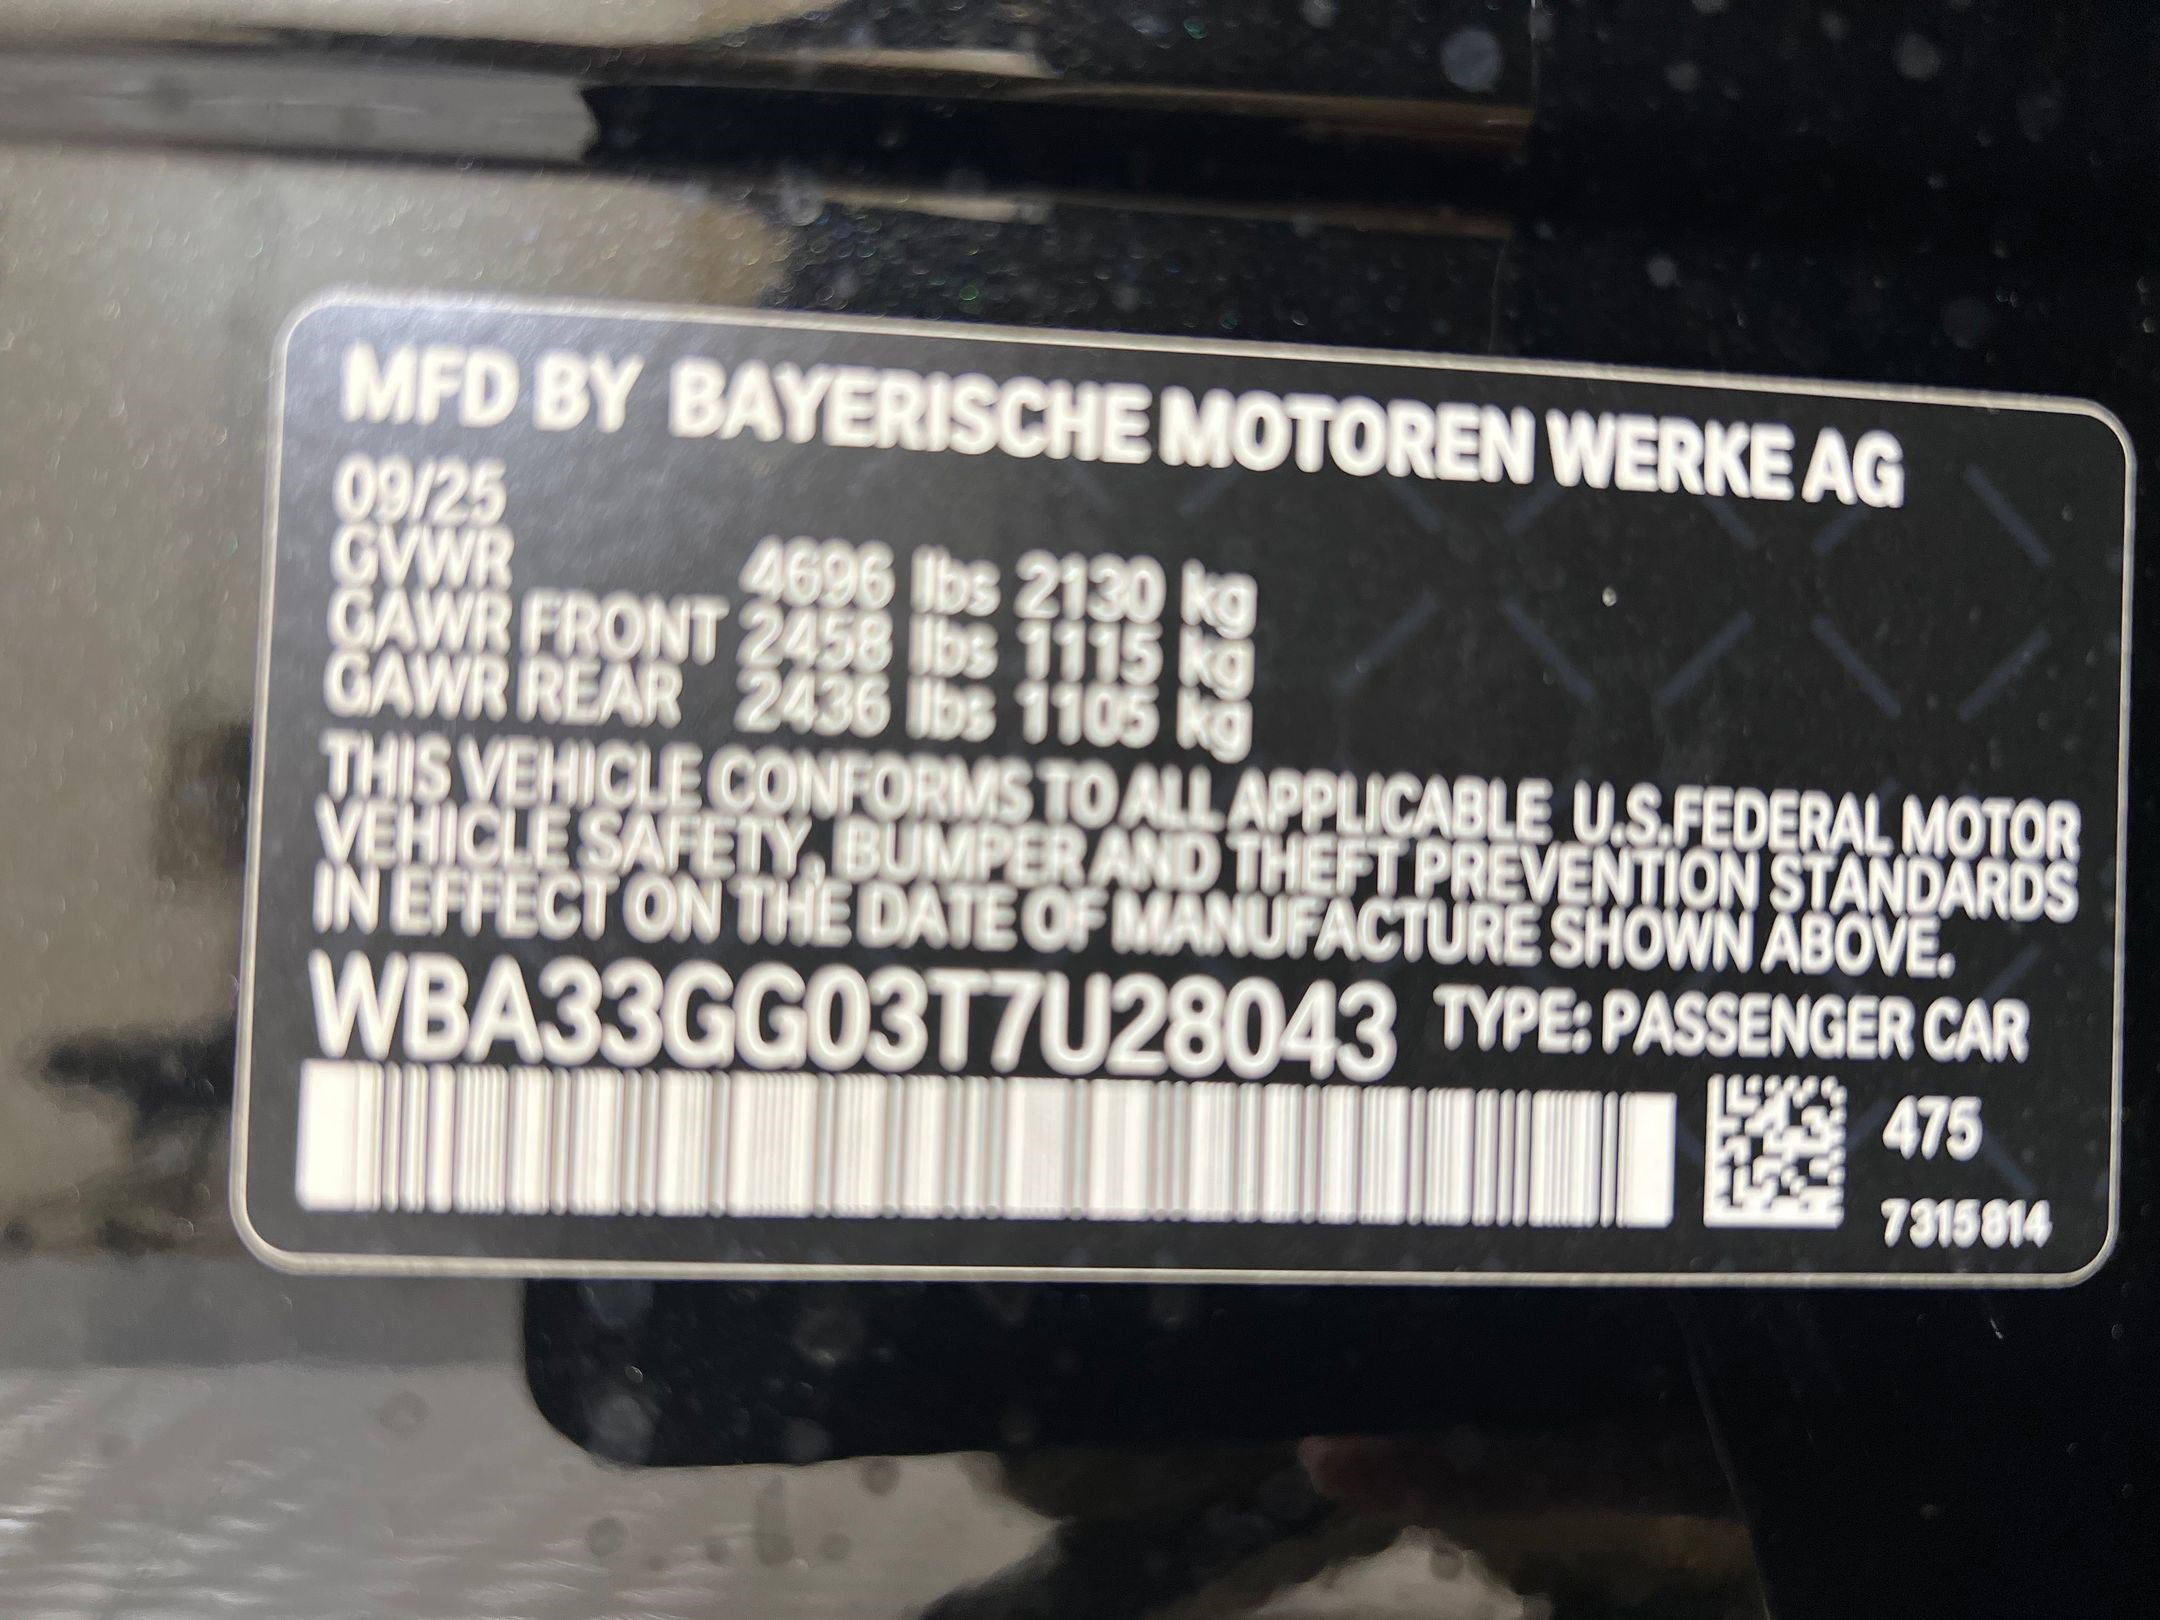 MFD BY BAYERISCHE MOTOREN WERKE AG
09/25
GVWR 4696 lbs 2130 kg
GAWR FRONT 2458 lbs 1115 kg
GAWR REAR 2436 lbs 1105 kg
THIS VEHICLE CONFORMS TO ALL APPLICABLE U.S.FEDERAL MOTOR
VEHICLE SAFETY, BUMPER AND THEFT PREVENTION STANDARDS
IN EFFECT ON THE DATE OF MANUFACTURE SHOWN ABOVE.
WBA33GG03T7U28043 TYPE: PASSENGER CAR
475
7315814